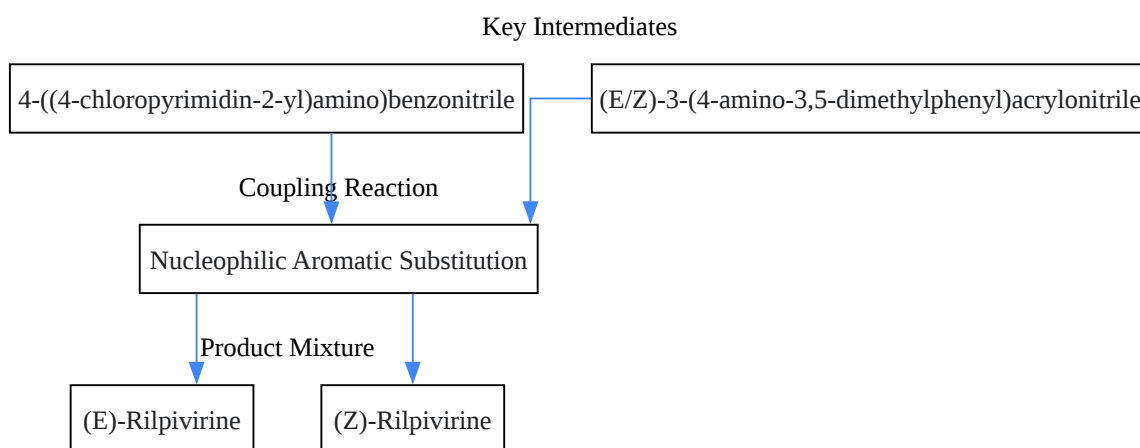 Key Intermediates
4-((4-chloropyrimidin-2-yl)amino)benzonitrile
(E/Z)-3-(4-amino-3,5-dimethylphenyl)acrylonitrile
Coupling Reaction
Nucleophilic Aromatic Substitution
Product Mixture
(E)-Rilpivirine
(Z)-Rilpivirine